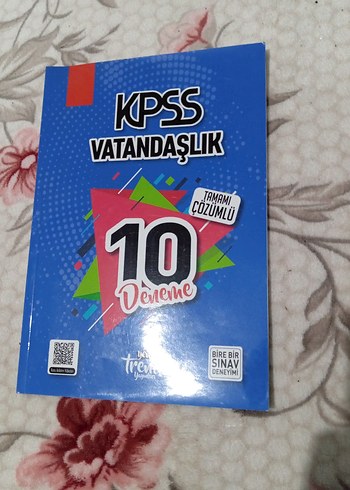 KPSS
VATANDAŞLIK
TAMAMI
ÇÖZÜMLÜ
10
Deneme
BİRE BİR
SINAV
DENEYİMİ